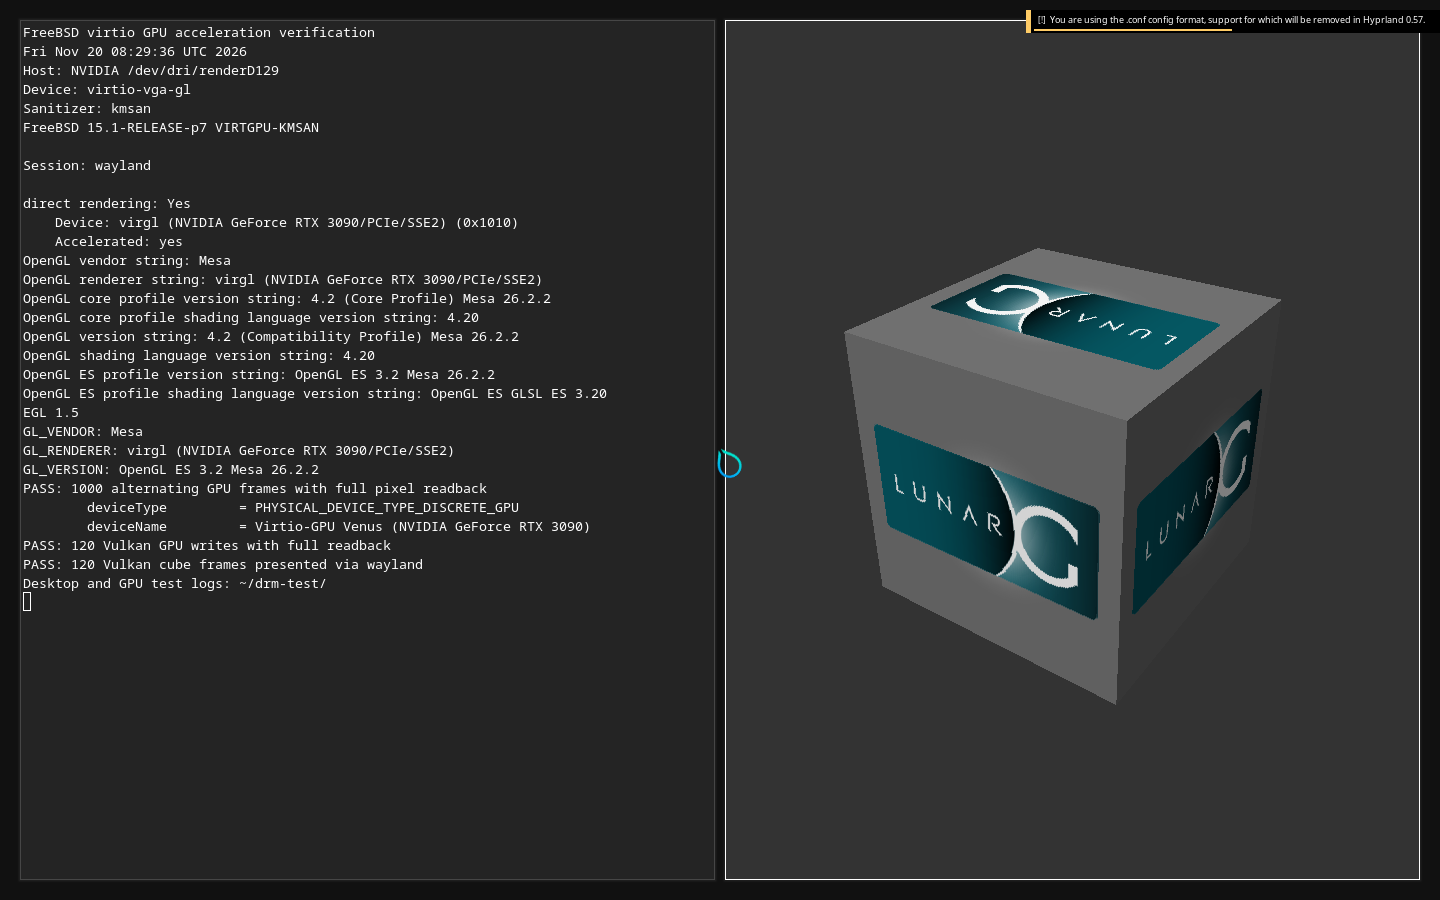 [!] You are using the .conf config format, support for which will be removed in Hyprland 0.57.
FreeBSD virtio GPU acceleration verification
Fri Nov 20 08:29:36 UTC 2026
Host: NVIDIA /dev/dri/renderD129
Device: virtio-vga-gl
Sanitizer: kmsan
FreeBSD 15.1-RELEASE-p7 VIRTGPU-KMSAN
Session: wayland
direct rendering: Yes
    Device: virgl (NVIDIA GeForce RTX 3090/PCIe/SSE2) (0x1010)
    Accelerated: yes
OpenGL vendor string: Mesa
OpenGL renderer string: virgl (NVIDIA GeForce RTX 3090/PCIe/SSE2)
OpenGL core profile version string: 4.2 (Core Profile) Mesa 26.2.2
OpenGL core profile shading language version string: 4.20
OpenGL version string: 4.2 (Compatibility Profile) Mesa 26.2.2
OpenGL shading language version string: 4.20
OpenGL ES profile version string: OpenGL ES 3.2 Mesa 26.2.2
OpenGL ES profile shading language version string: OpenGL ES GLSL ES 3.20
EGL 1.5
GL_VENDOR: Mesa
GL_RENDERER: virgl (NVIDIA GeForce RTX 3090/PCIe/SSE2)
GL_VERSION: OpenGL ES 3.2 Mesa 26.2.2
PASS: 1000 alternating GPU frames with full pixel readback
        deviceType         = PHYSICAL_DEVICE_TYPE_DISCRETE_GPU
        deviceName         = Virtio-GPU Venus (NVIDIA GeForce RTX 3090)
PASS: 120 Vulkan GPU writes with full readback
PASS: 120 Vulkan cube frames presented via wayland
Desktop and GPU test logs: ~/drm-test/
LUNAR G
LUNAR G
LUNAR G